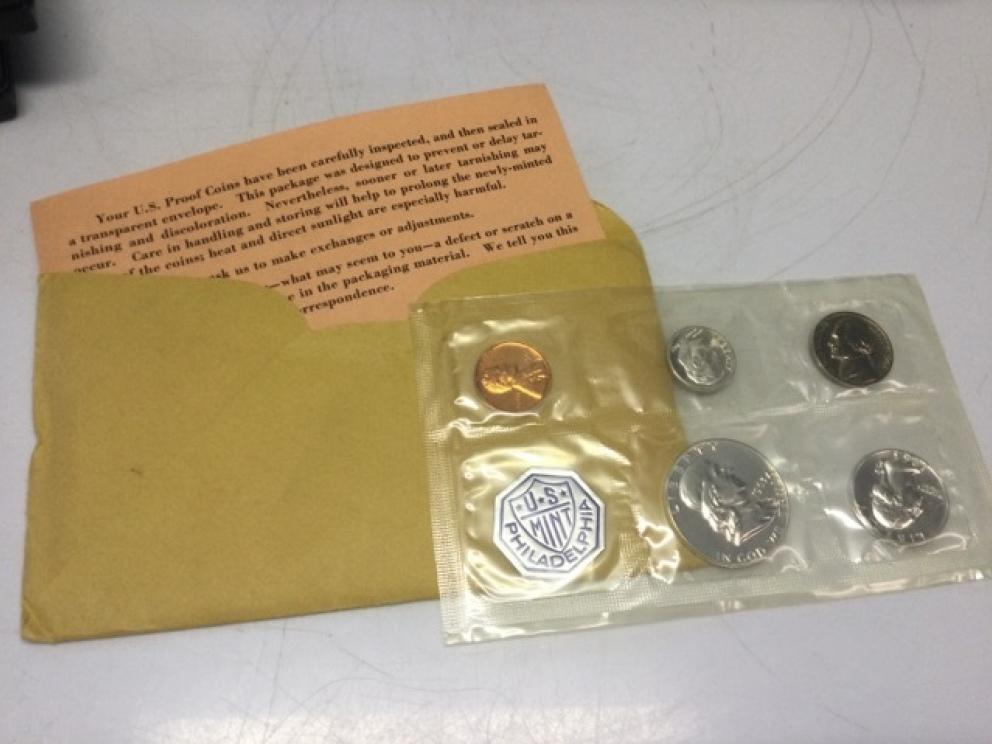 Your U.S. Proof Coins have been carefully inspected, and then sealed in
a transparent envelope. This package was designed to prevent or delay tar-
nishing and discoloration. Nevertheless, sooner or later tarnishing may
occur. Care in handling and storing will help to prolong the newly-minted
of the coins; heat and direct sunlight are especially harmful.
us to make exchanges or adjustments.
—what may seem to you—a defect or scratch on a
in the packaging material. We tell you this
U★S★
MINT
PHILADELPHIA
LIBERTY
IN GOD WE